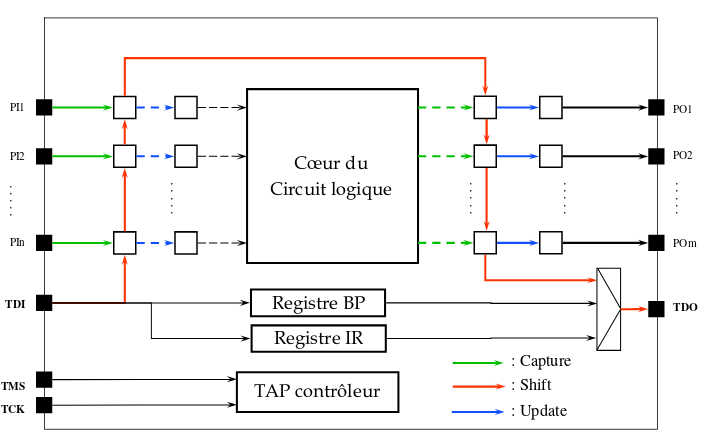 PI1
PO1
PI2
PO2
Cœur du
Circuit logique
PIn
POm
TDI
Registre BP
TDO
Registre IR
: Capture
TMS
TAP contrôleur
: Shift
TCK
: Update